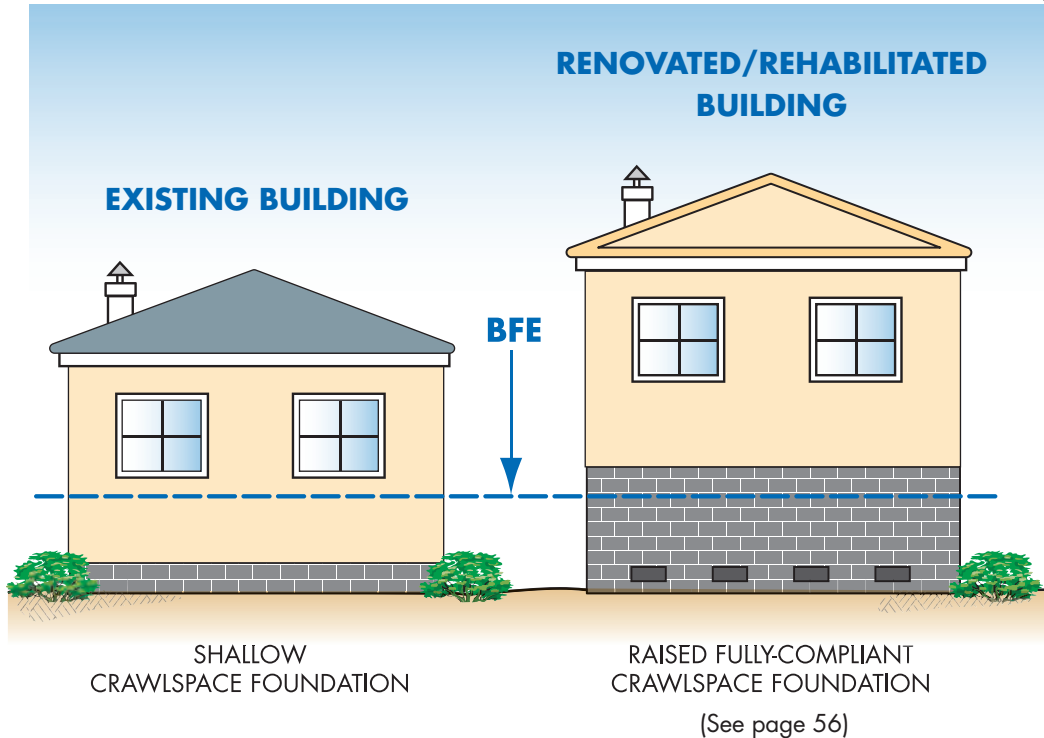 RENOVATED/REHABILITATED
BUILDING
EXISTING BUILDING
BFE
SHALLOW
CRAWLSPACE FOUNDATION
RAISED FULLY-COMPLIANT
CRAWLSPACE FOUNDATION
(See page 56)